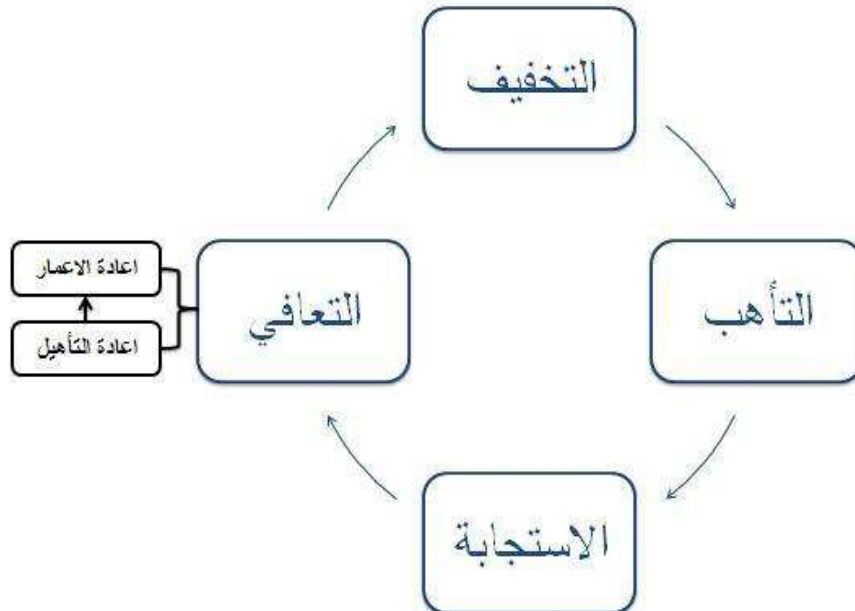 التخفيف
التأهب
التعافي
اعادة الاعمار
اعادة التأهيل
الاستجابة